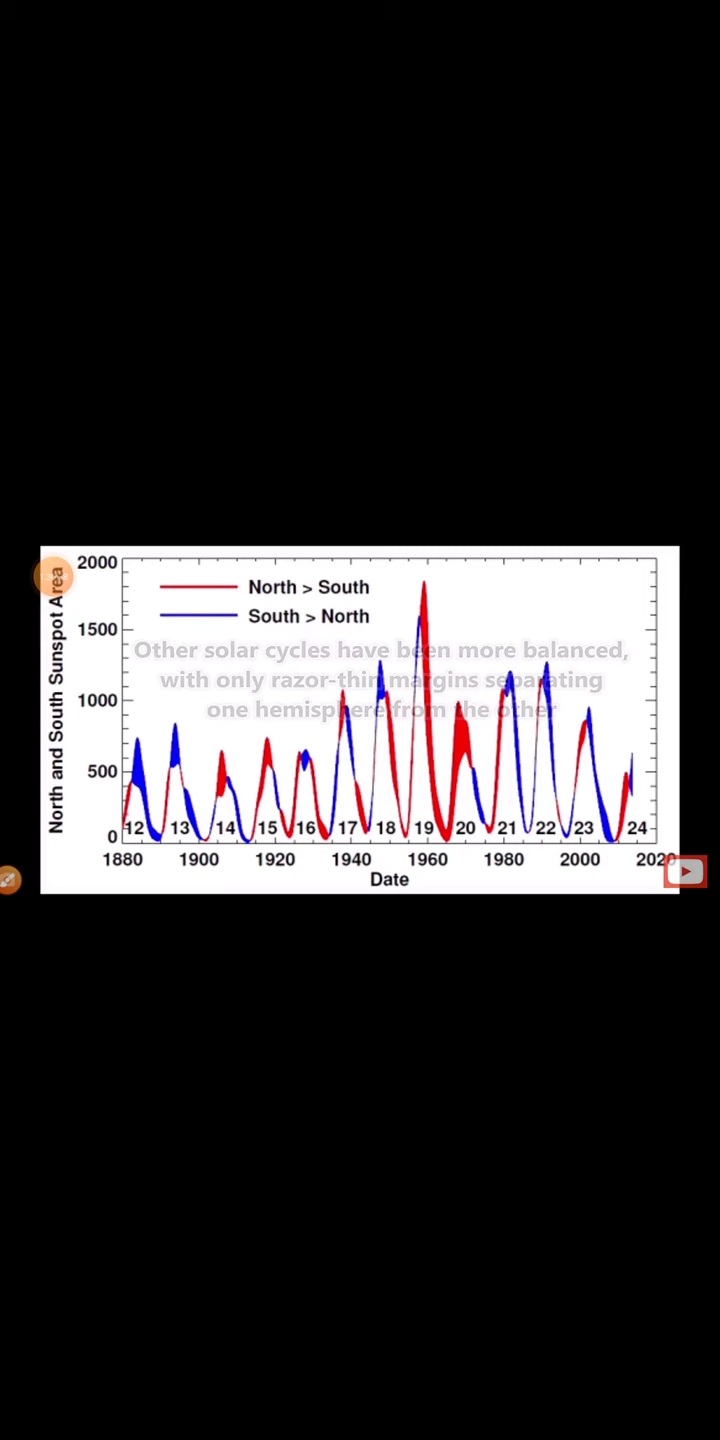 2000
North > South
South > North
1500
Other solar cycles have been more balanced,
with only razor-thin margins separating
one hemisphere from the other
1000
500
0
North and South Sunspot Area
12 13 14 15 16 17 18 19 20 21 22 23 24
1880 1900 1920 1940 1960 1980 2000 2020
Date